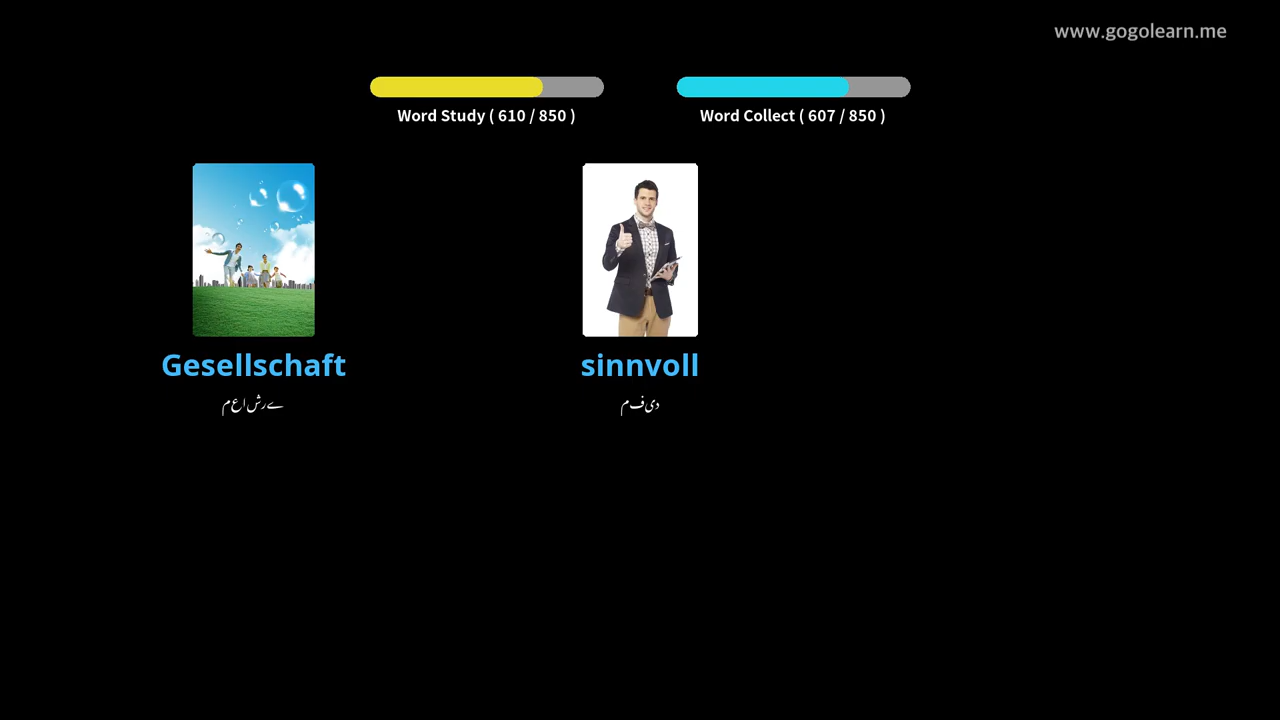 www.gogolearn.me
Word Study ( 610 / 850 )
Word Collect ( 607 / 850 )
Gesellschaft
معاشرے
sinnvoll
مفید